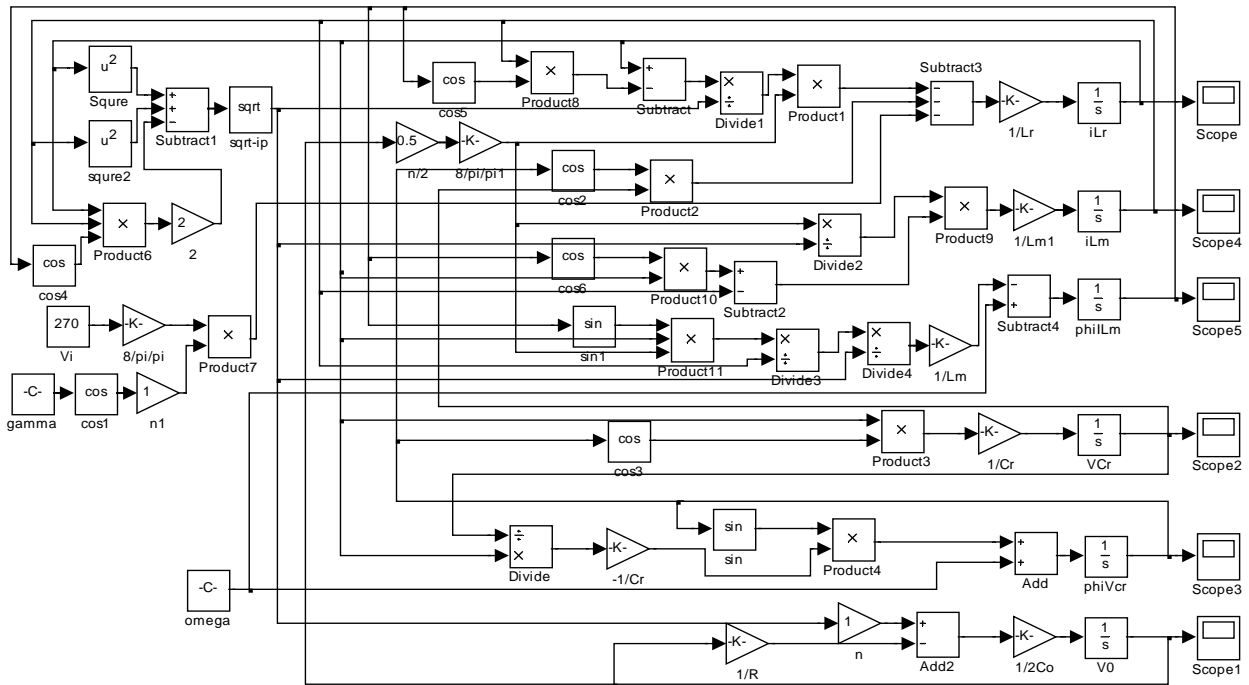 u²
Squre
u²
squre2
+
+
−
Subtract1
sqrt
sqrt-ip
×
Product6
2
2
cos
cos4
270
Vi
-K-
8/pi/pi
×
Product7
-C-
gamma
cos
cos1
1
n1
cos
cos5
×
Product8
+
−
Subtract
×
÷
Divide1
×
Product1
−
−
−
Subtract3
-K-
1/Lr
1
s
iLr
Scope
0.5
n/2
-K-
8/pi/pi1
cos
cos2
×
Product2
×
÷
Divide2
×
Product9
-K-
1/Lm1
1
s
iLm
Scope4
cos
cos6
×
Product10
+
−
Subtract2
−
+
Subtract4
1
s
phiILm
Scope5
sin
sin1
×
Product11
×
÷
Divide3
×
÷
Divide4
-K-
1/Lm
cos
cos3
×
Product3
-K-
1/Cr
1
s
VCr
Scope2
÷
×
Divide
-K-
-1/Cr
sin
sin
×
Product4
+
+
Add
1
s
phiVcr
Scope3
-C-
omega
-K-
1/R
1
n
+
−
Add2
-K-
1/2Co
1
s
V0
Scope1